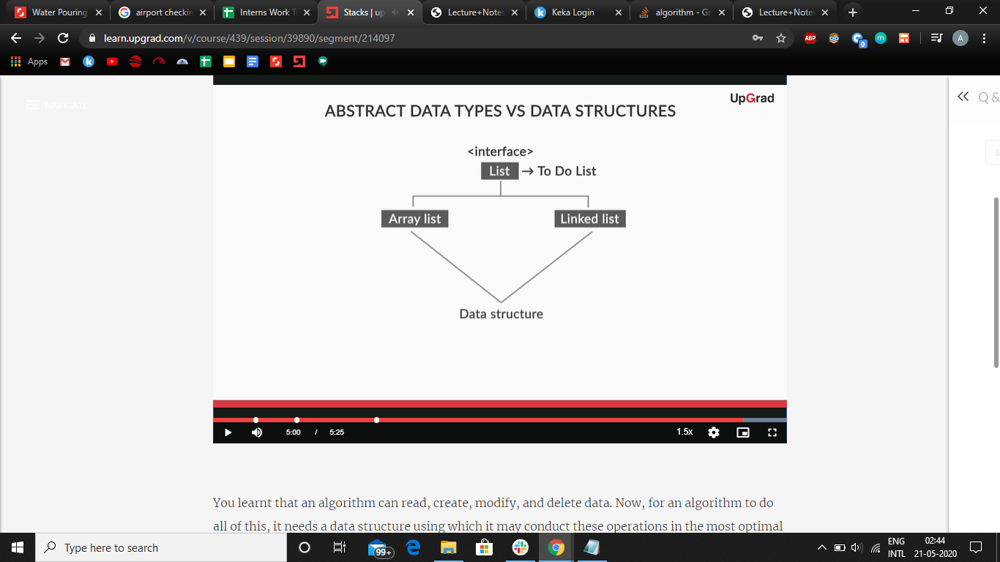 Water Pouring
airport checkin
Interns Work T
Stacks | up
Lecture+Notes
Keka Login
algorithm - Gr
Lecture+Notes
learn.upgrad.com/v/course/439/session/39890/segment/214097
ABP
0
m
A
Apps
NAVIGATE
UpGrad
ABSTRACT DATA TYPES VS DATA STRUCTURES
<interface>
List → To Do List
Array list
Linked list
Data structure
Q &
S
5:00 / 5:25
1.5x
You learnt that an algorithm can read, create, modify, and delete data. Now, for an algorithm to do
all of this, it needs a data structure using which it may conduct these operations in the most optimal
Type here to search
99+
ENG
INTL
02:44
21-05-2020